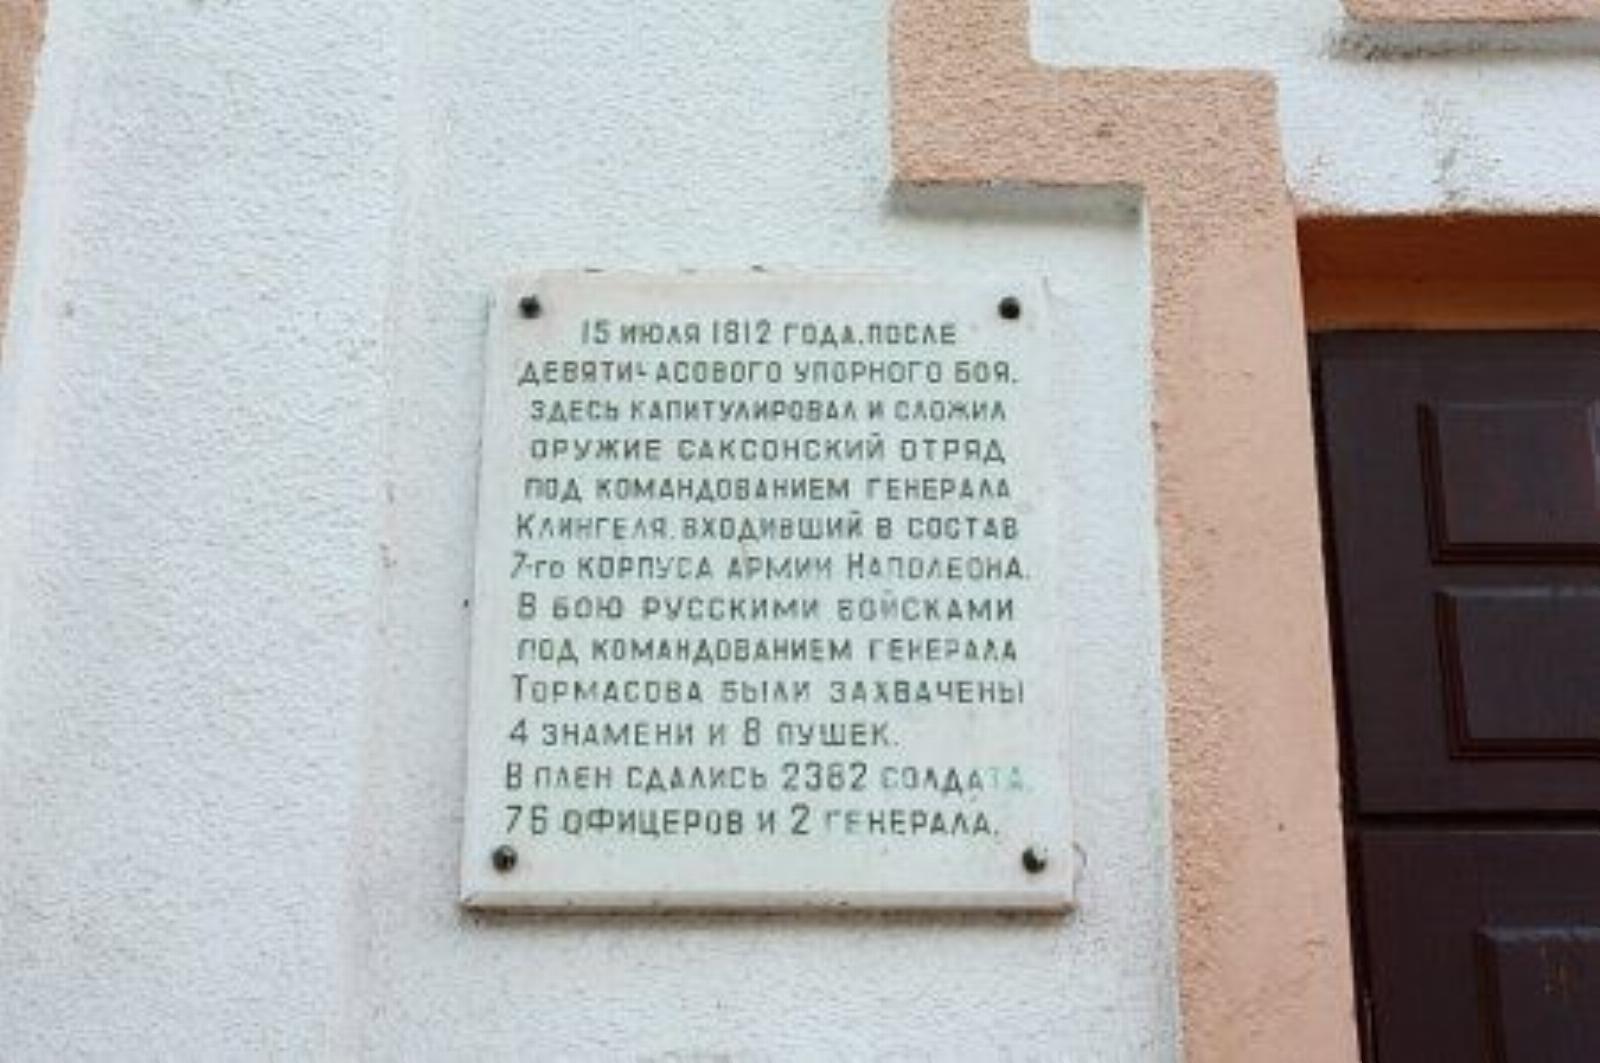 15 ИЮЛЯ 1812 ГОДА.ПОСЛЕ
ДЕВЯТИЧАСОВОГО УПОРНОГО БОЯ.
ЗДЕСЬ КАПИТУЛИРОВАЛ И СЛОЖИЛ
ОРУЖИЕ САКСОНСКИЙ ОТРЯД
ПОД КОМАНДОВАНИЕМ ГЕНЕРАЛА
КЛИНГЕЛЯ, ВХОДИВШИЙ В СОСТАВ
7-го КОРПУСА АРМИИ НАПОЛЕОНА.
В БОЮ РУССКИМИ ВОЙСКАМИ
ПОД КОМАНДОВАНИЕМ ГЕНЕРАЛА
ТОРМАСОВА БЫЛИ ЗАХВАЧЕНЫ
4 ЗНАМЕНИ И 8 ПУШЕК.
В ПЛЕН СДАЛИСЬ 2382 СОЛДАТА,
76 ОФИЦЕРОВ И 2 ГЕНЕРАЛА.